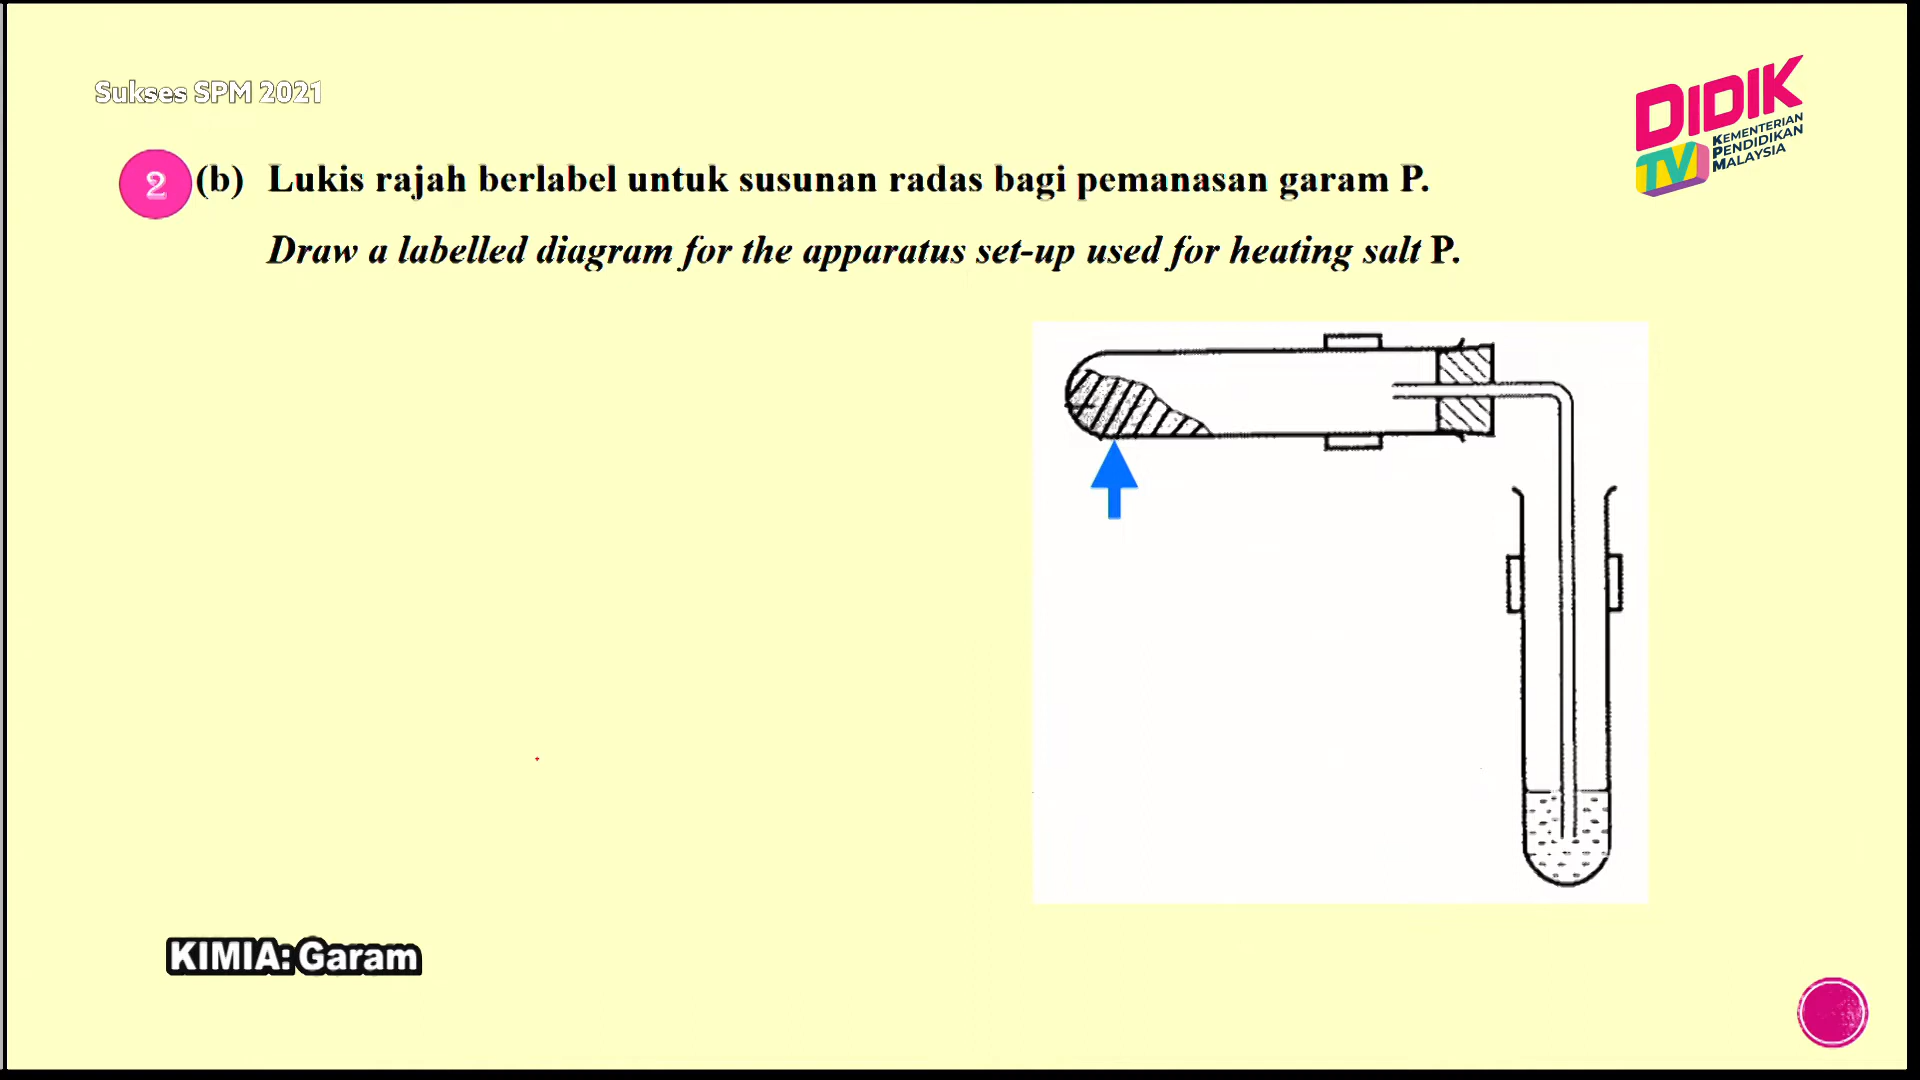 Sukses SPM 2021
DIDIK
TV
KEMENTERIAN
PENDIDIKAN
MALAYSIA
2 (b) Lukis rajah berlabel untuk susunan radas bagi pemanasan garam P.
Draw a labelled diagram for the apparatus set-up used for heating salt P.
KIMIA: Garam